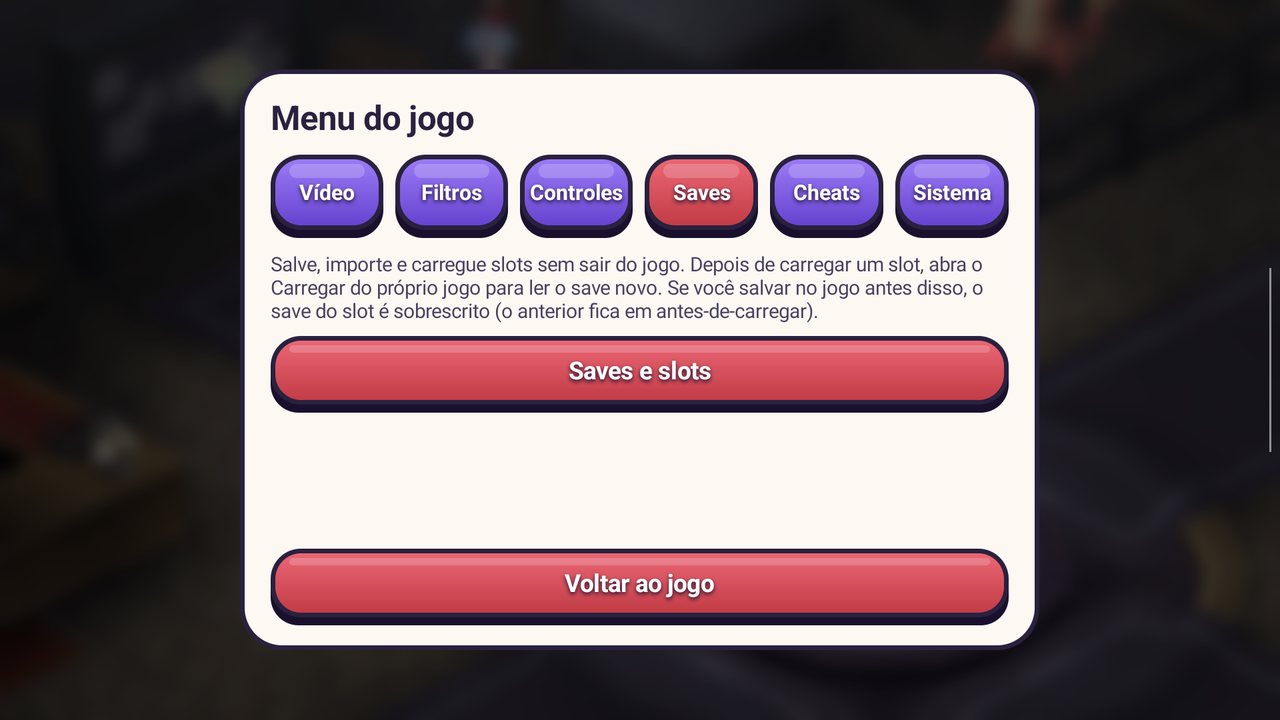 Menu do jogo
Vídeo
Filtros
Controles
Saves
Cheats
Sistema
Salve, importe e carregue slots sem sair do jogo. Depois de carregar um slot, abra o
Carregar do próprio jogo para ler o save novo. Se você salvar no jogo antes disso, o
save do slot é sobrescrito (o anterior fica em antes-de-carregar).
Saves e slots
Voltar ao jogo